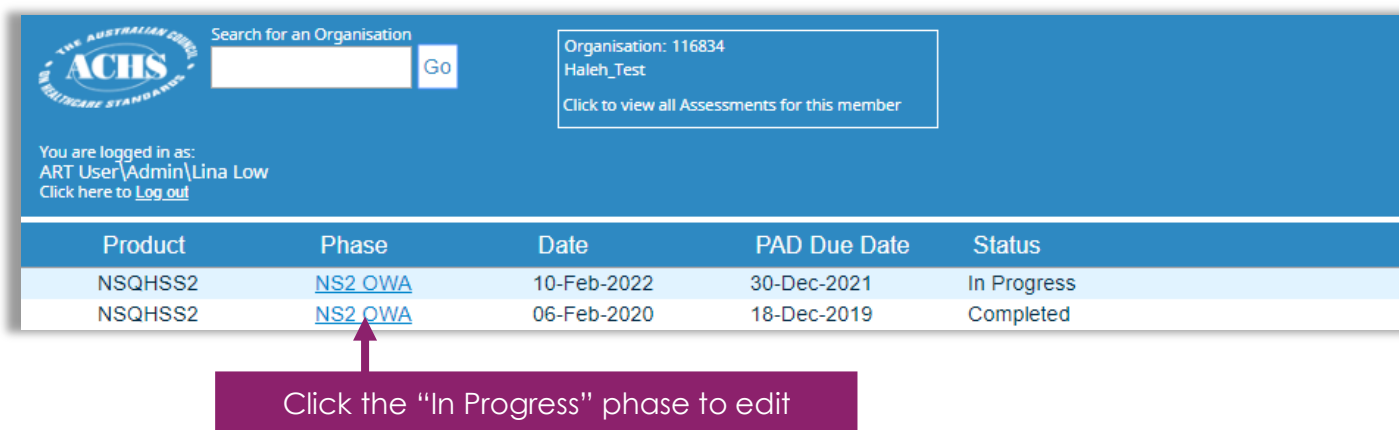 THE AUSTRALIAN COUNCIL
ACHS
ON HEALTHCARE STANDARDS
Search for an Organisation
Go
Organisation: 116834
Haleh_Test
Click to view all Assessments for this member
You are logged in as:
ART User\Admin\Lina Low
Click here to Log out
Product Phase Date PAD Due Date Status
NSQHSS2 NS2 OWA 10-Feb-2022 30-Dec-2021 In Progress
NSQHSS2 NS2 OWA 06-Feb-2020 18-Dec-2019 Completed
Click the “In Progress” phase to edit